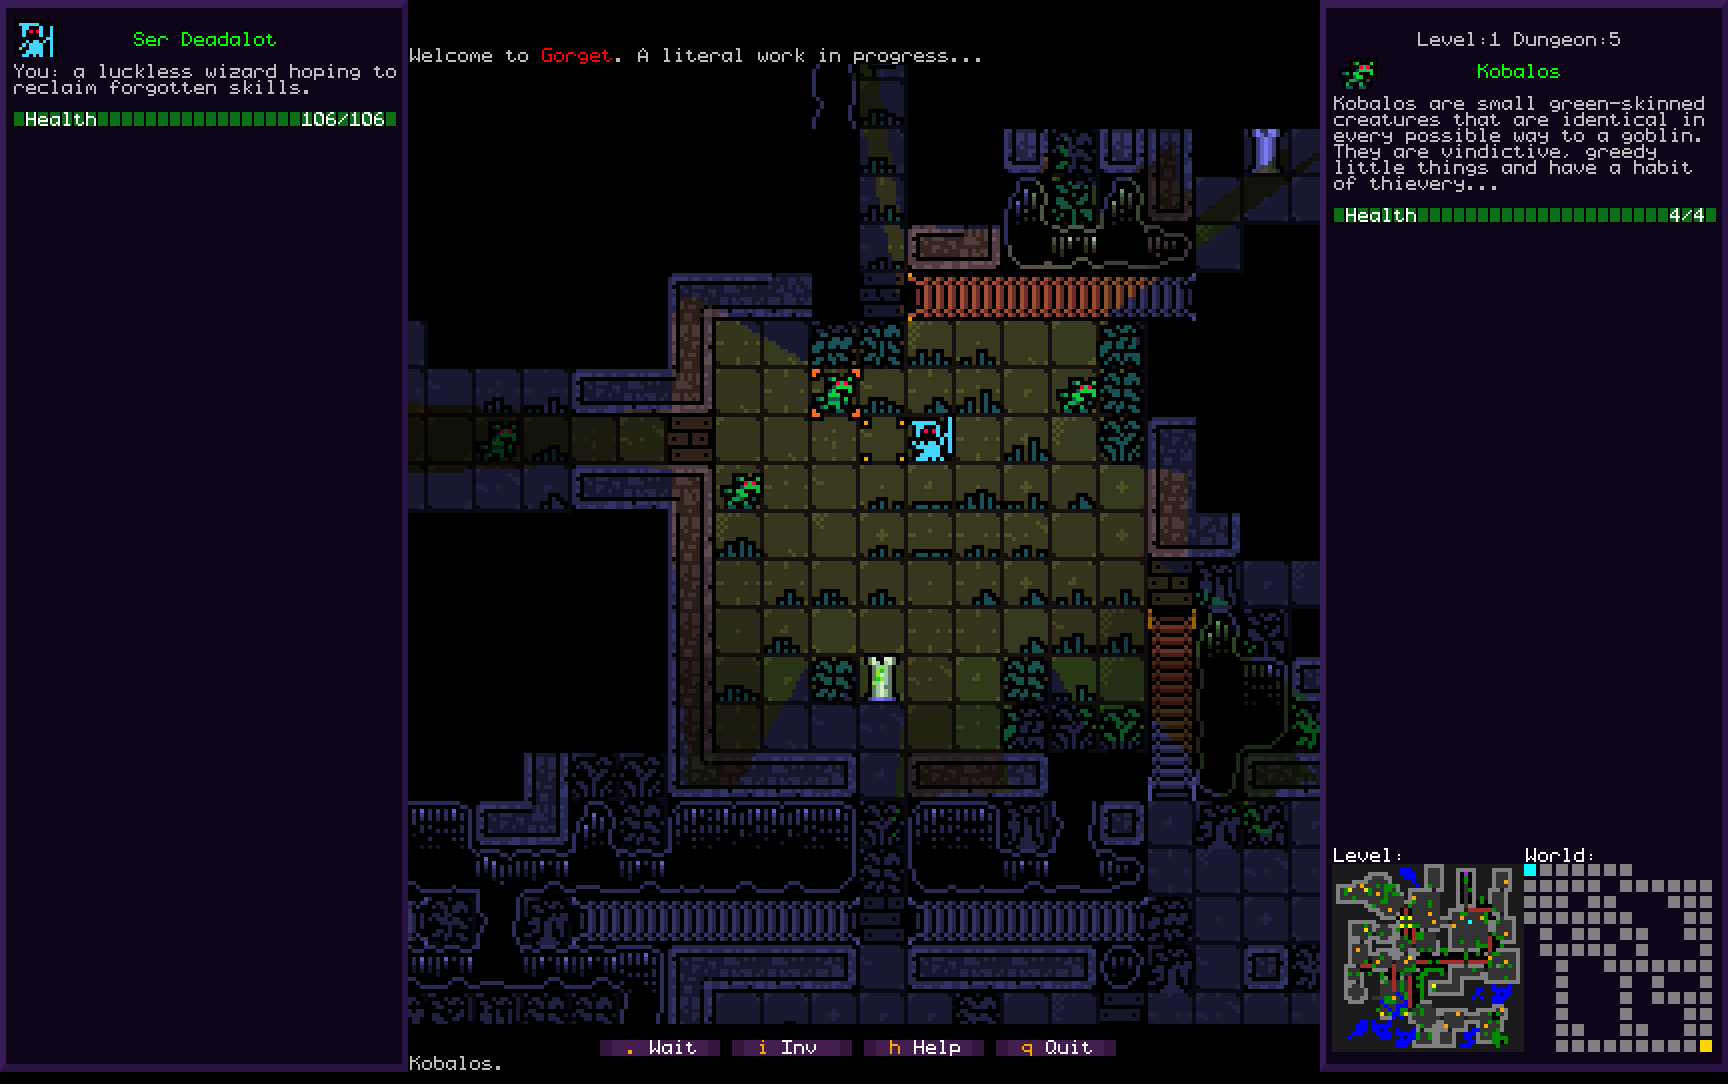 Ser Deadalot
You: a luckless wizard hoping to
reclaim forgotten skills.
Health 106/106
Welcome to Gorget. A literal work in progress...
Level:1 Dungeon:5
Kobalos
Kobalos are small green-skinned
creatures that are identical in
every possible way to a goblin.
They are vindictive, greedy
little things and have a habit
of thievery...
Health 4/4
Level: World:
. Wait i Inv h Help q Quit
Kobalos.